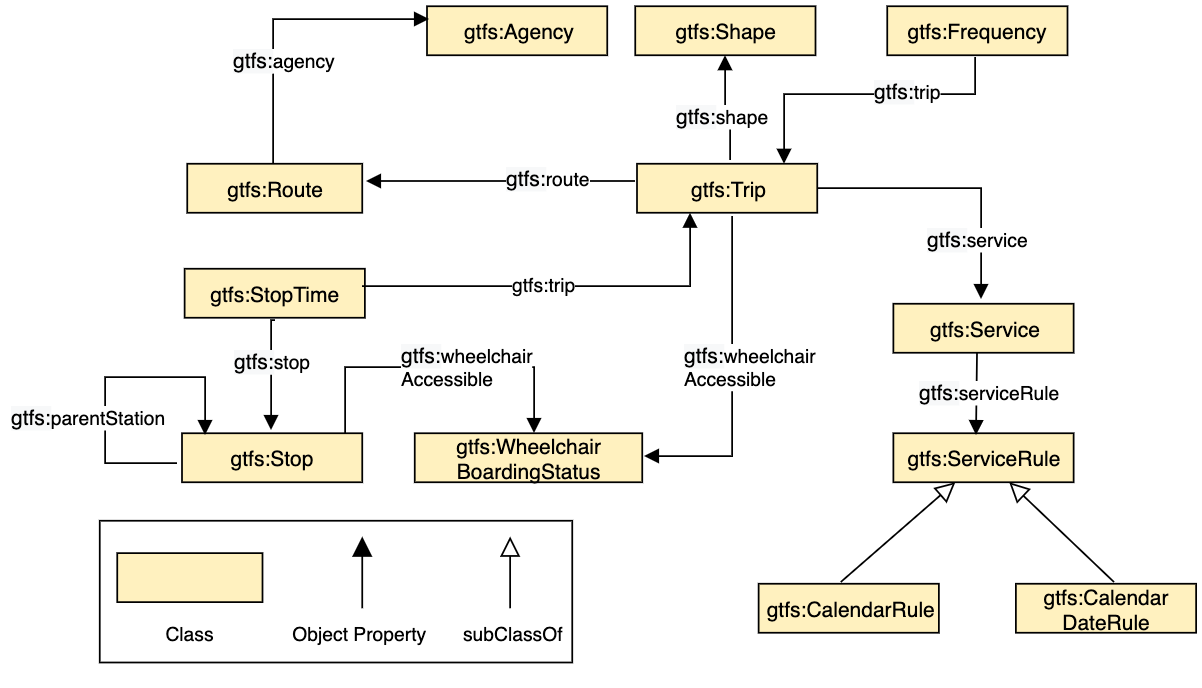 gtfs:Agency
gtfs:Shape
gtfs:Frequency
gtfs:agency
gtfs:trip
gtfs:shape
gtfs:Route
gtfs:route
gtfs:Trip
gtfs:service
gtfs:StopTime
gtfs:trip
gtfs:Service
gtfs:stop
gtfs:wheelchair
Accessible
gtfs:wheelchair
Accessible
gtfs:serviceRule
gtfs:parentStation
gtfs:Stop
gtfs:Wheelchair
BoardingStatus
gtfs:ServiceRule
gtfs:CalendarRule
gtfs:Calendar
DateRule
Class
Object Property
subClassOf